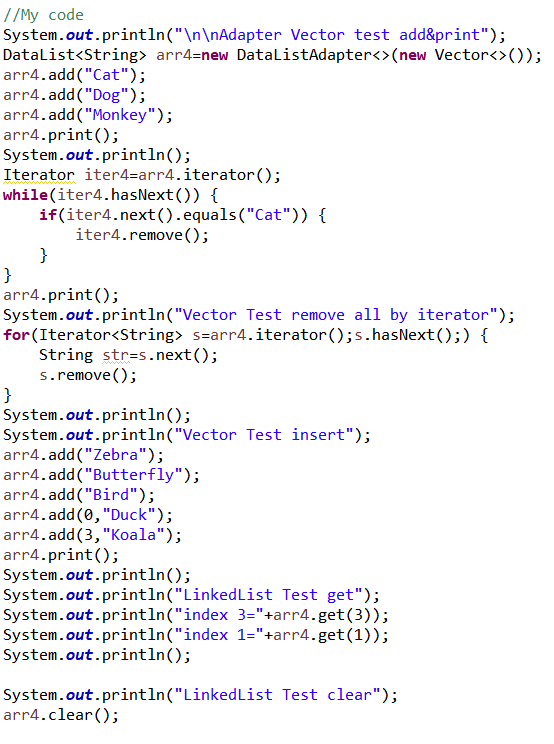 //My code
System.out.println("\n\nAdapter Vector test add&print");
DataList<String> arr4=new DataListAdapter<>(new Vector<>());
arr4.add("Cat");
arr4.add("Dog");
arr4.add("Monkey");
arr4.print();
System.out.println();
Iterator iter4=arr4.iterator();
while(iter4.hasNext()) {
    if(iter4.next().equals("Cat")) {
        iter4.remove();
    }
}
arr4.print();
System.out.println("Vector Test remove all by iterator");
for(Iterator<String> s=arr4.iterator();s.hasNext();) {
    String str=s.next();
    s.remove();
}
System.out.println();
System.out.println("Vector Test insert");
arr4.add("Zebra");
arr4.add("Butterfly");
arr4.add("Bird");
arr4.add(0,"Duck");
arr4.add(3,"Koala");
arr4.print();
System.out.println();
System.out.println("LinkedList Test get");
System.out.println("index 3="+arr4.get(3));
System.out.println("index 1="+arr4.get(1));
System.out.println();

System.out.println("LinkedList Test clear");
arr4.clear();